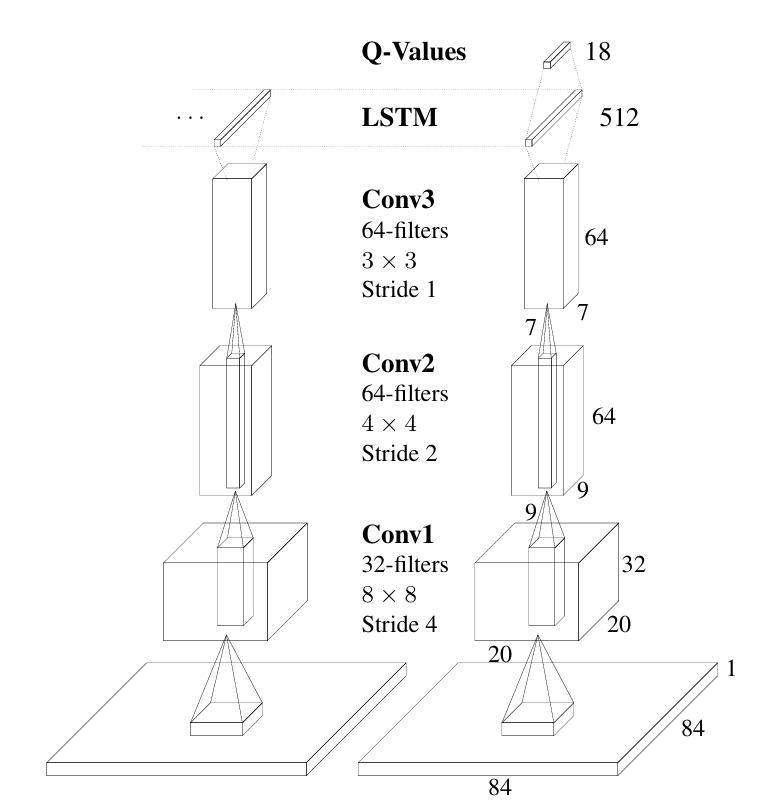 Q-Values 18
· · · LSTM 512
Conv3
64-filters
3 × 3
Stride 1
64
7
7
Conv2
64-filters
4 × 4
Stride 2
64
9
9
Conv1
32-filters
8 × 8
Stride 4
32
20
20
1
84
84